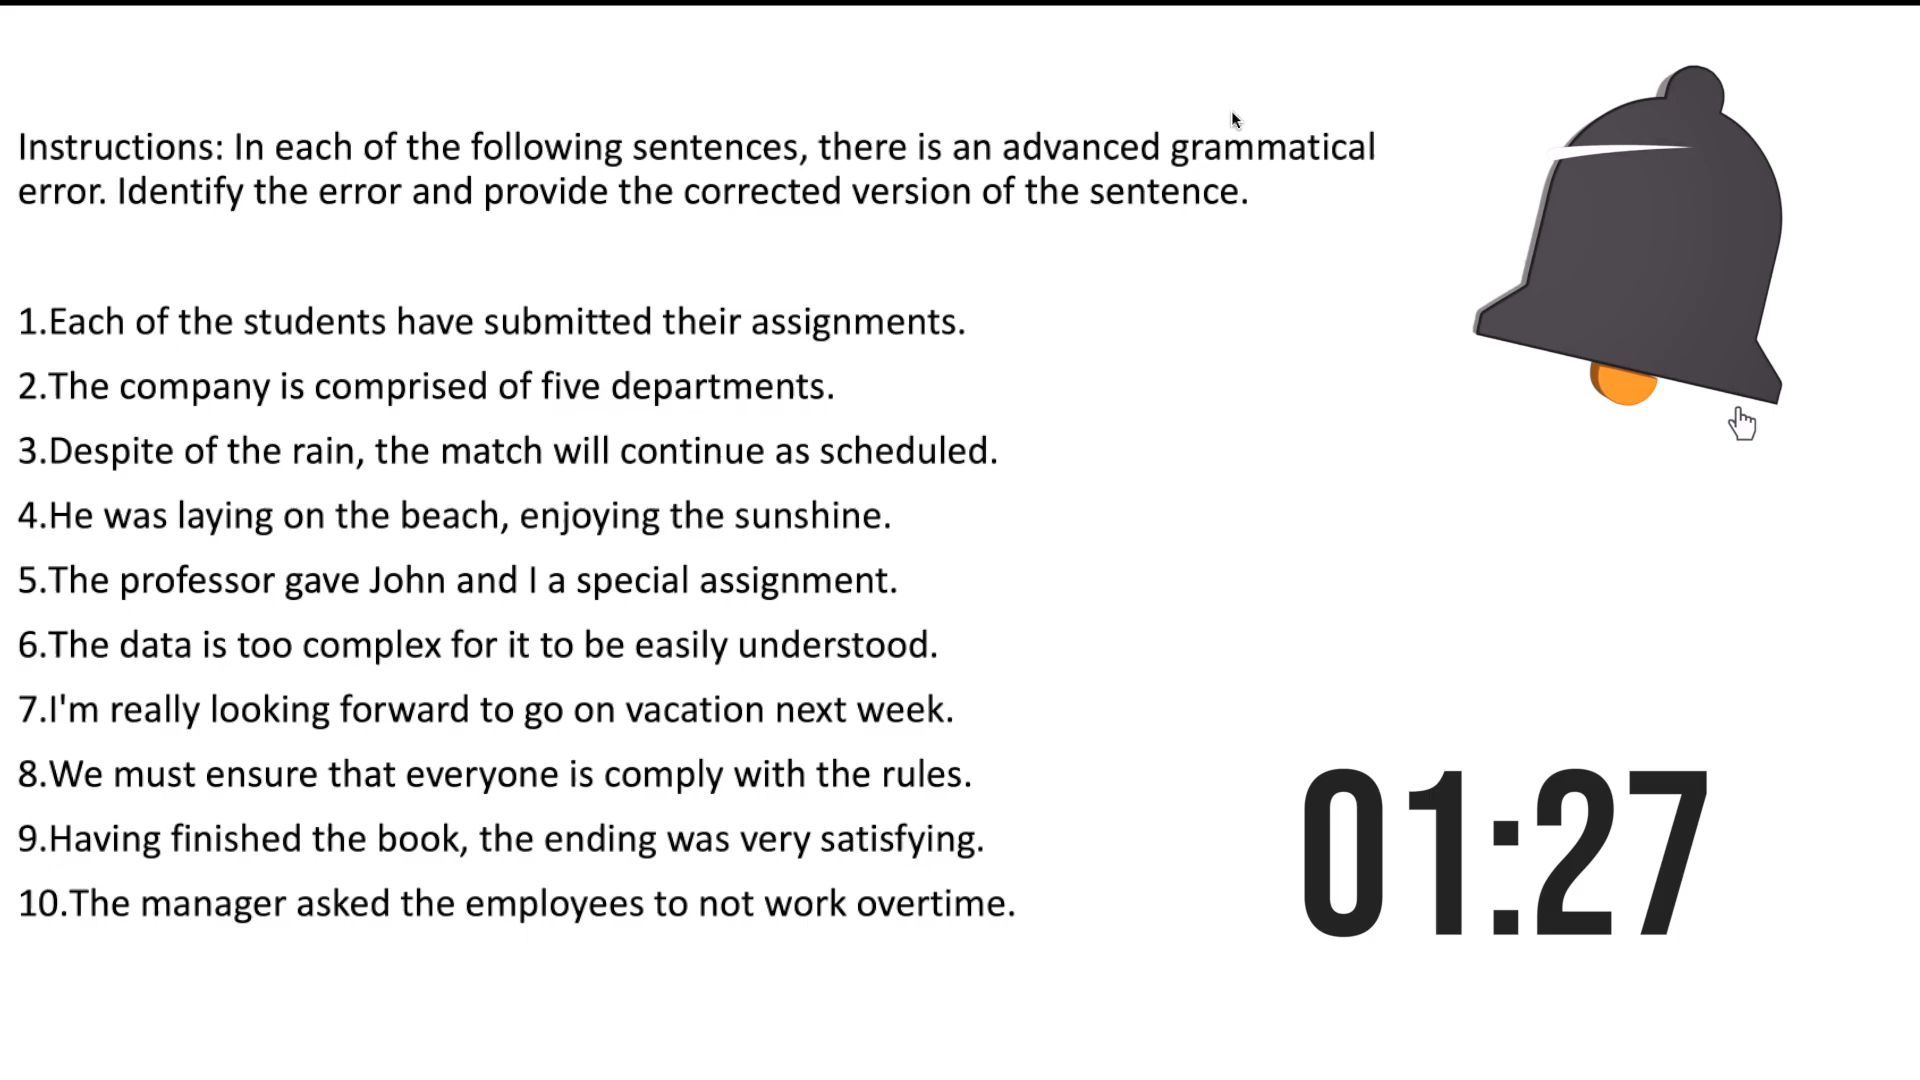 Instructions: In each of the following sentences, there is an advanced grammatical
error. Identify the error and provide the corrected version of the sentence.
1.Each of the students have submitted their assignments.
2.The company is comprised of five departments.
3.Despite of the rain, the match will continue as scheduled.
4.He was laying on the beach, enjoying the sunshine.
5.The professor gave John and I a special assignment.
6.The data is too complex for it to be easily understood.
7.I'm really looking forward to go on vacation next week.
8.We must ensure that everyone is comply with the rules.
9.Having finished the book, the ending was very satisfying.
10.The manager asked the employees to not work overtime.
01:27